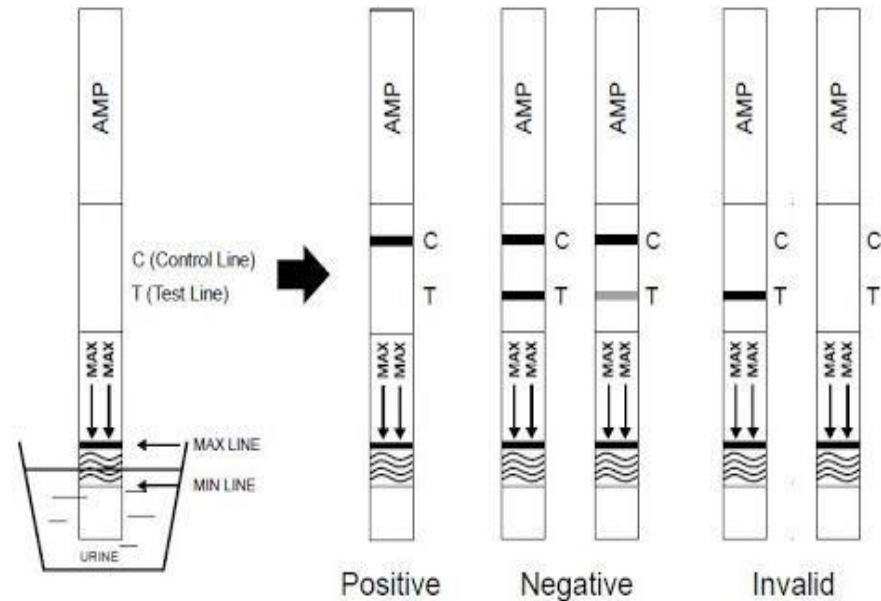 AMP
C (Control Line)
T (Test Line)
MAX
MAX
MAX LINE
MIN LINE
URINE
AMP
C
T
MAX
MAX
Positive
AMP
C
T
MAX
MAX
AMP
C
T
MAX
MAX
Negative
AMP
C
T
MAX
MAX
AMP
C
T
MAX
MAX
Invalid